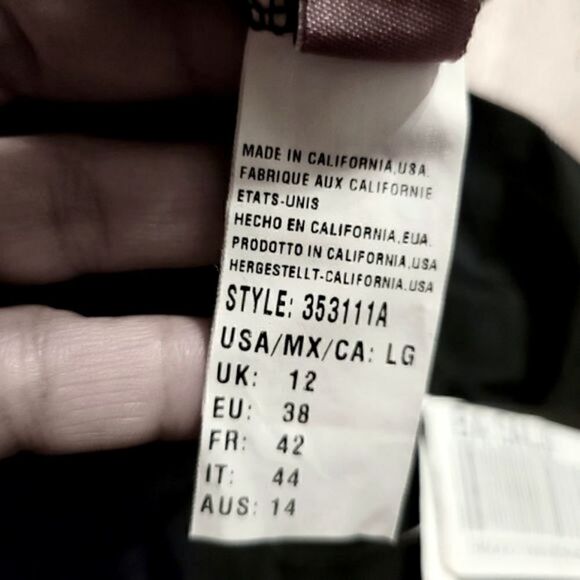 MADE IN CALIFORNIA,USA.
FABRIQUE AUX CALIFORNIE
ETATS-UNIS
HECHO EN CALIFORNIA,EUA.
PRODOTTO IN CALIFORNIA,USA
HERGESTELLT-CALIFORNIA.USA
STYLE: 353111A
USA/MX/CA: LG
UK: 12
EU: 38
FR: 42
IT: 44
AUS: 14